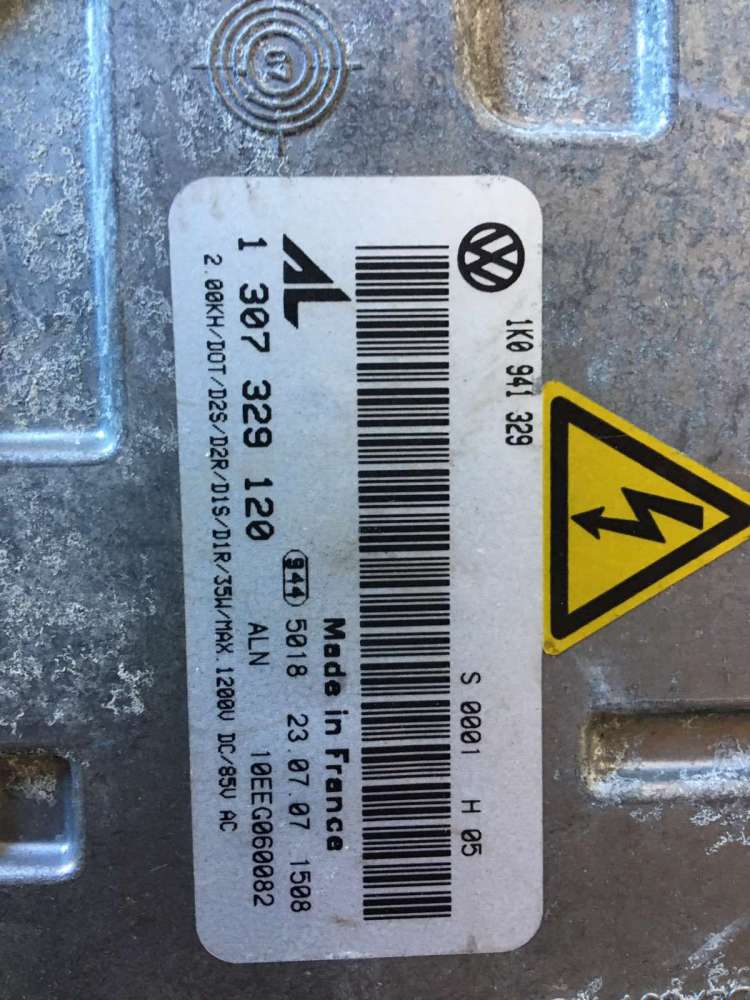 07
1K0 941 329
S 0001 H 05
AL
Made in France
1 307 329 120
944 5018 23.07.07 1508
ALN 10EEG060082
2.00KH/DOT/D2S/D2R/D1S/D1R/35W/MAX.1200V DC/85V AC